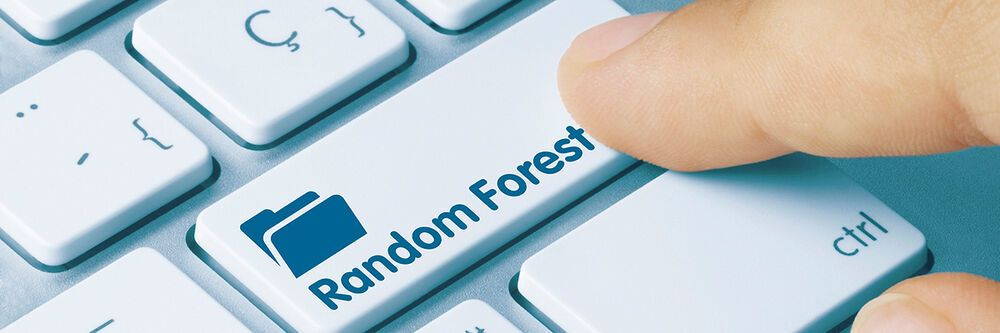 Ç }
¨ ´ {
Random Forest
ctrl